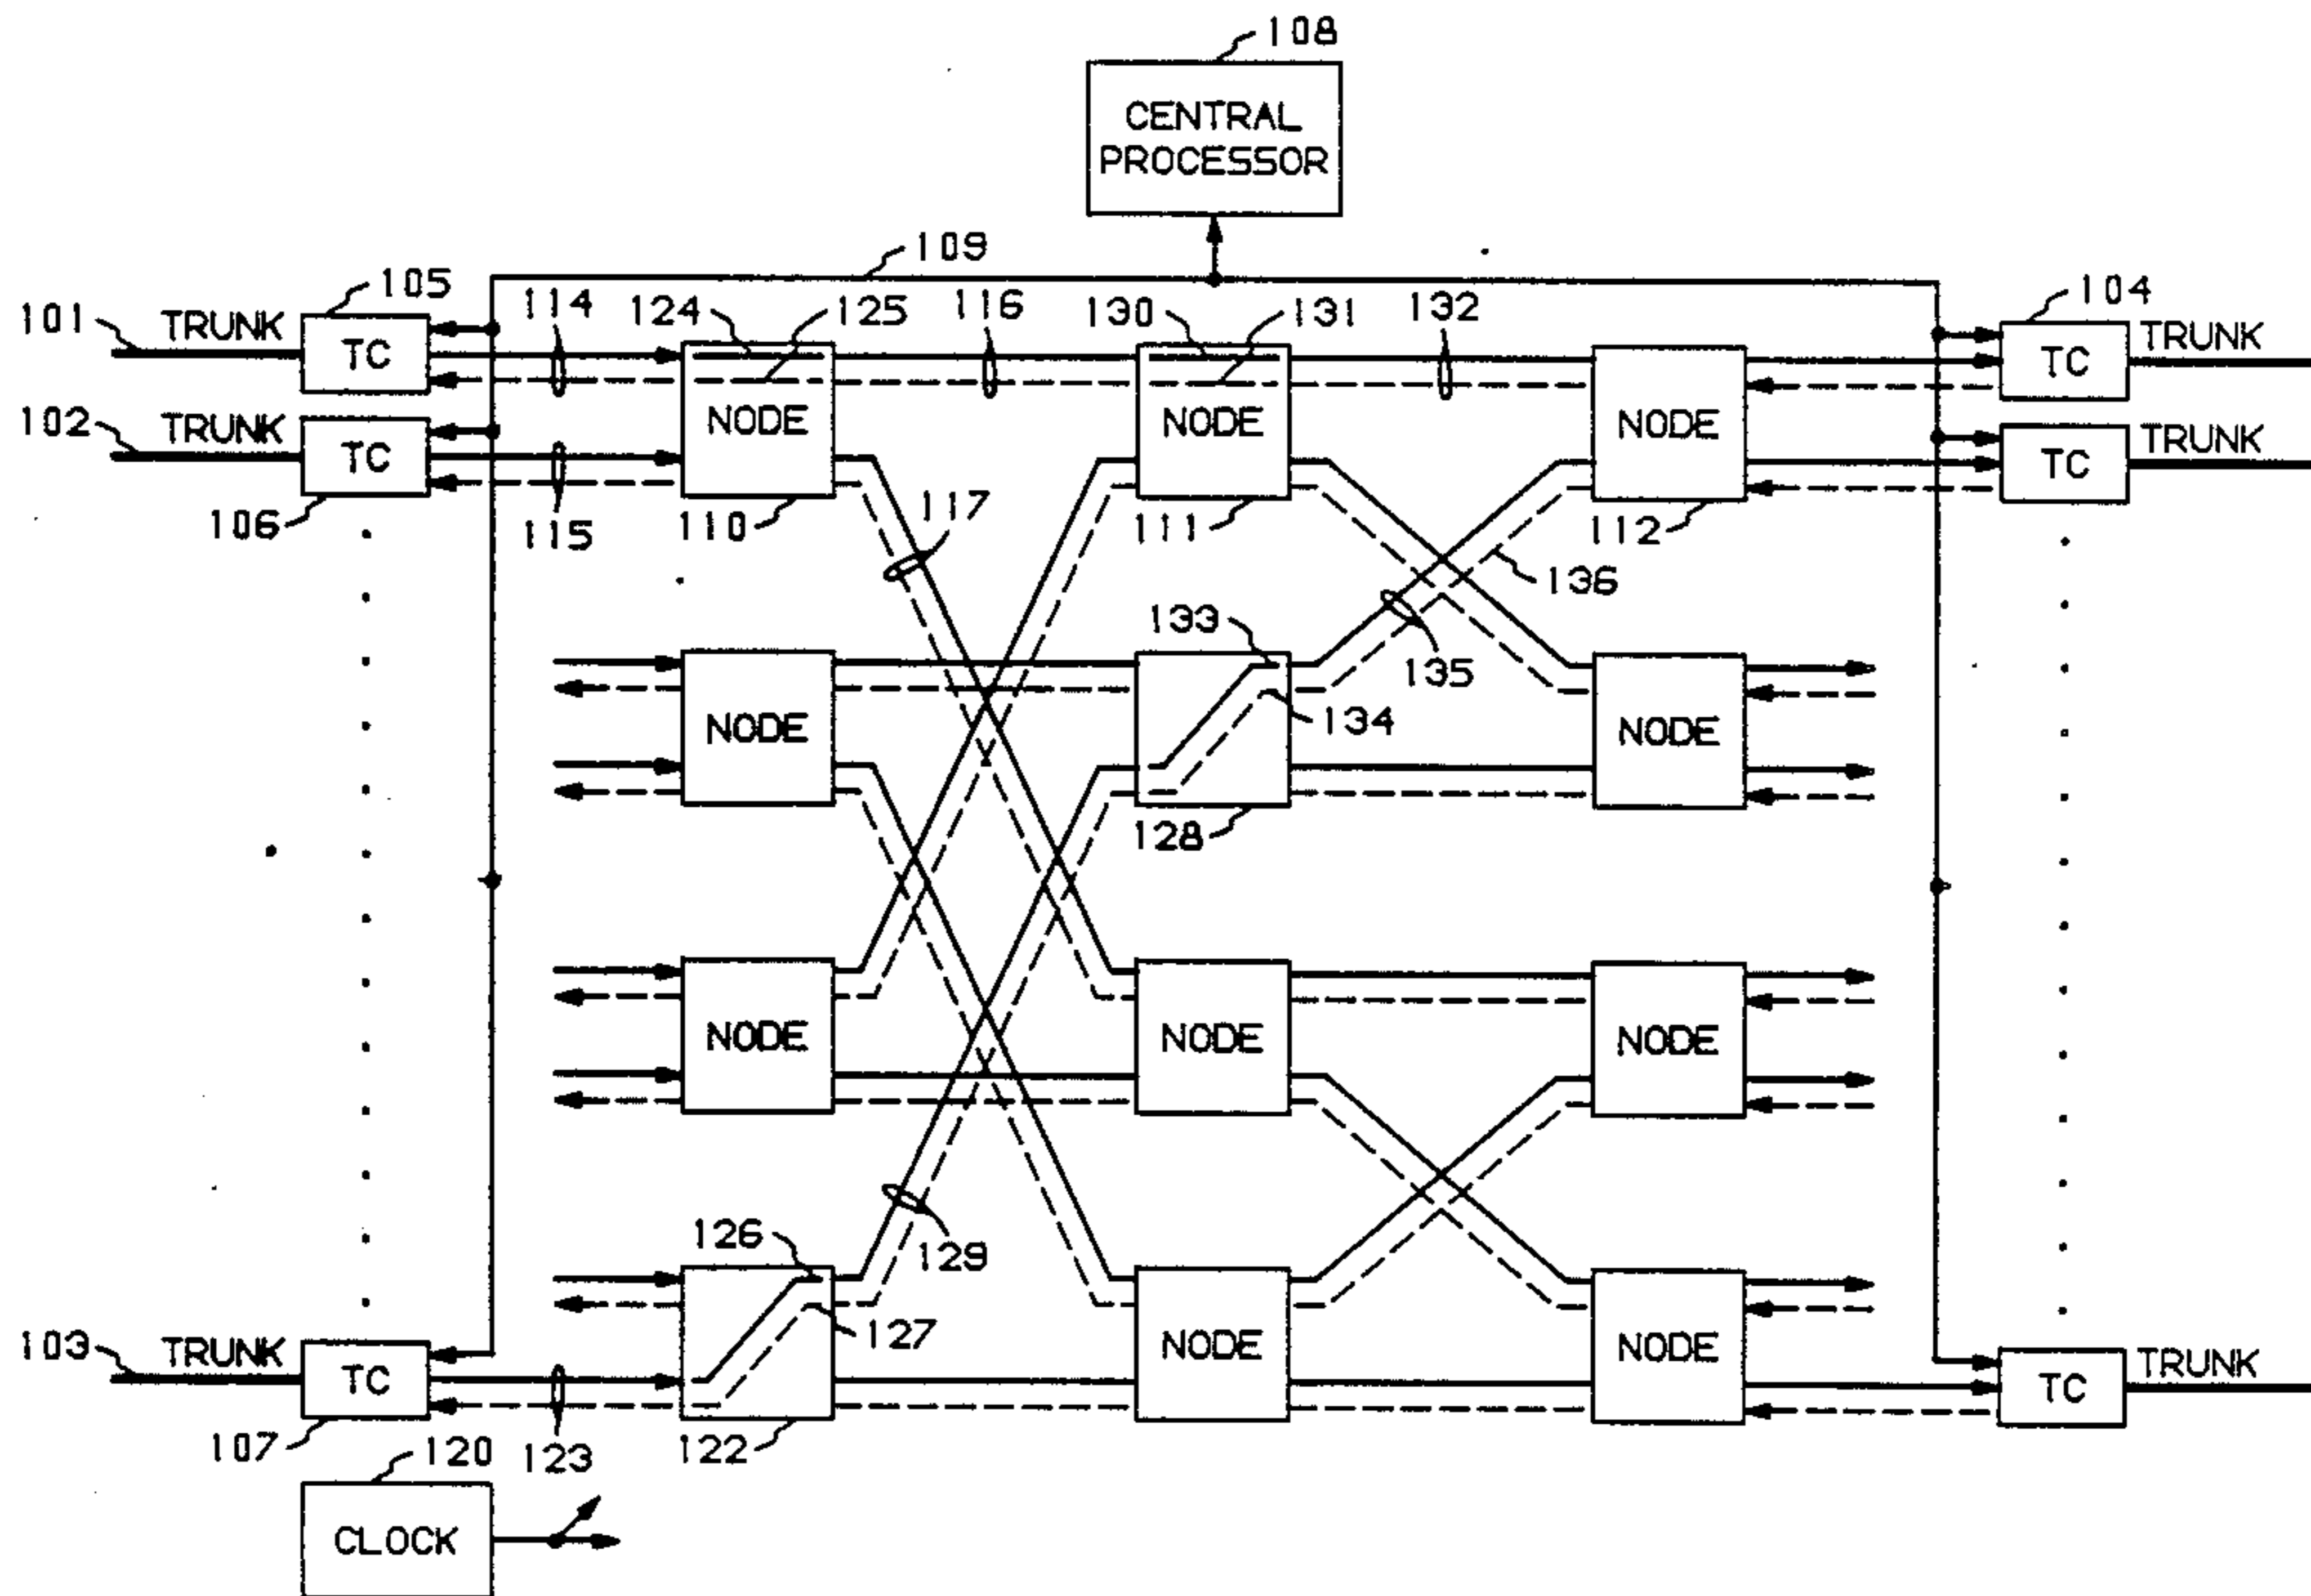 108
CENTRAL
PROCESSOR
109
105
114
124
125
116
130
131
132
104
101
TRUNK
TC
NODE
NODE
NODE
TC
TRUNK
102
TRUNK
TC
TC
TRUNK
106
115
110
117
111
112
136
133
135
134
NODE
NODE
128
NODE
NODE
NODE
126
129
127
103
TRUNK
TC
NODE
NODE
TC
TRUNK
107
120
123
122
CLOCK